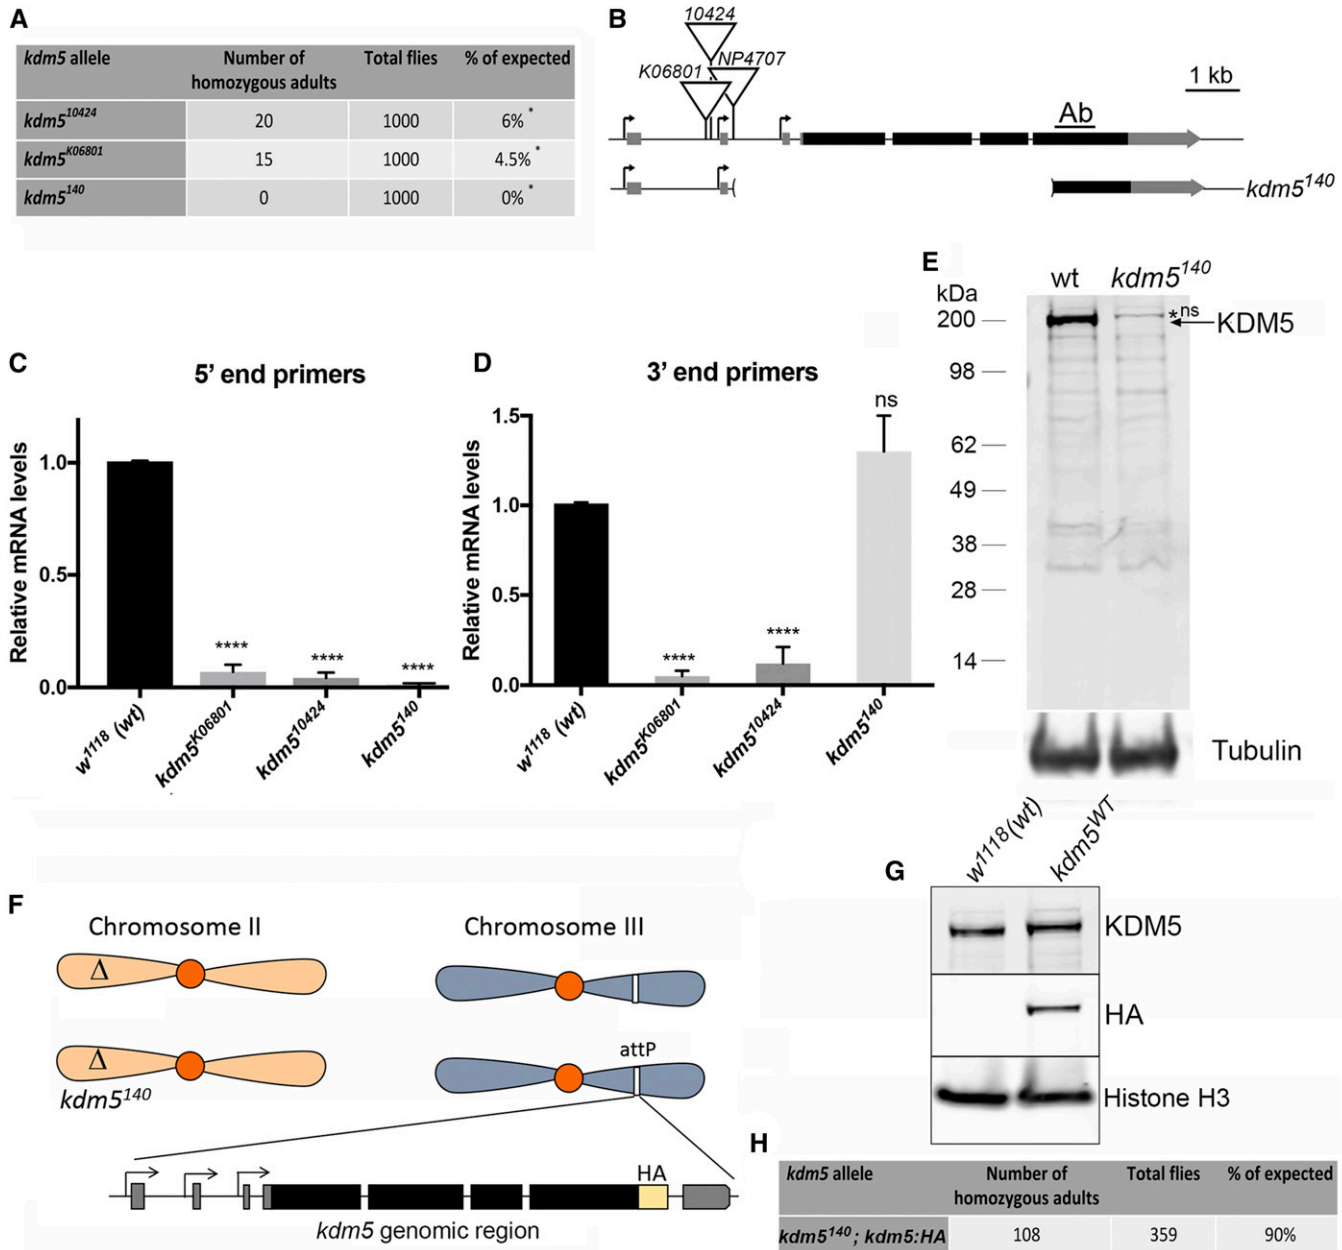 A
kdm5 allele Number of homozygous adults Total flies % of expected
kdm5^10424 20 1000 6% *
kdm5^K06801 15 1000 4.5% *
kdm5^140 0 1000 0% *
B
10424
K06801 NP4707
1 kb
Ab
kdm5^140
C
5' end primers
Relative mRNA levels
1.0
0.5
0.0
****
****
****
w^1118 (wt)
kdm5^K06801
kdm5^10424
kdm5^140
D
3' end primers
Relative mRNA levels
1.5
1.0
0.5
0.0
****
****
ns
w^1118 (wt)
kdm5^K06801
kdm5^10424
kdm5^140
E
wt kdm5^140
kDa
200
98
62
49
38
28
14
*ns
KDM5
Tubulin
F
Chromosome II Chromosome III
Δ
Δ
kdm5^140
attP
HA
kdm5 genomic region
G
w^1118(wt) kdm5^WT
KDM5
HA
Histone H3
H
kdm5 allele Number of homozygous adults Total flies % of expected
kdm5^140; kdm5:HA 108 359 90%